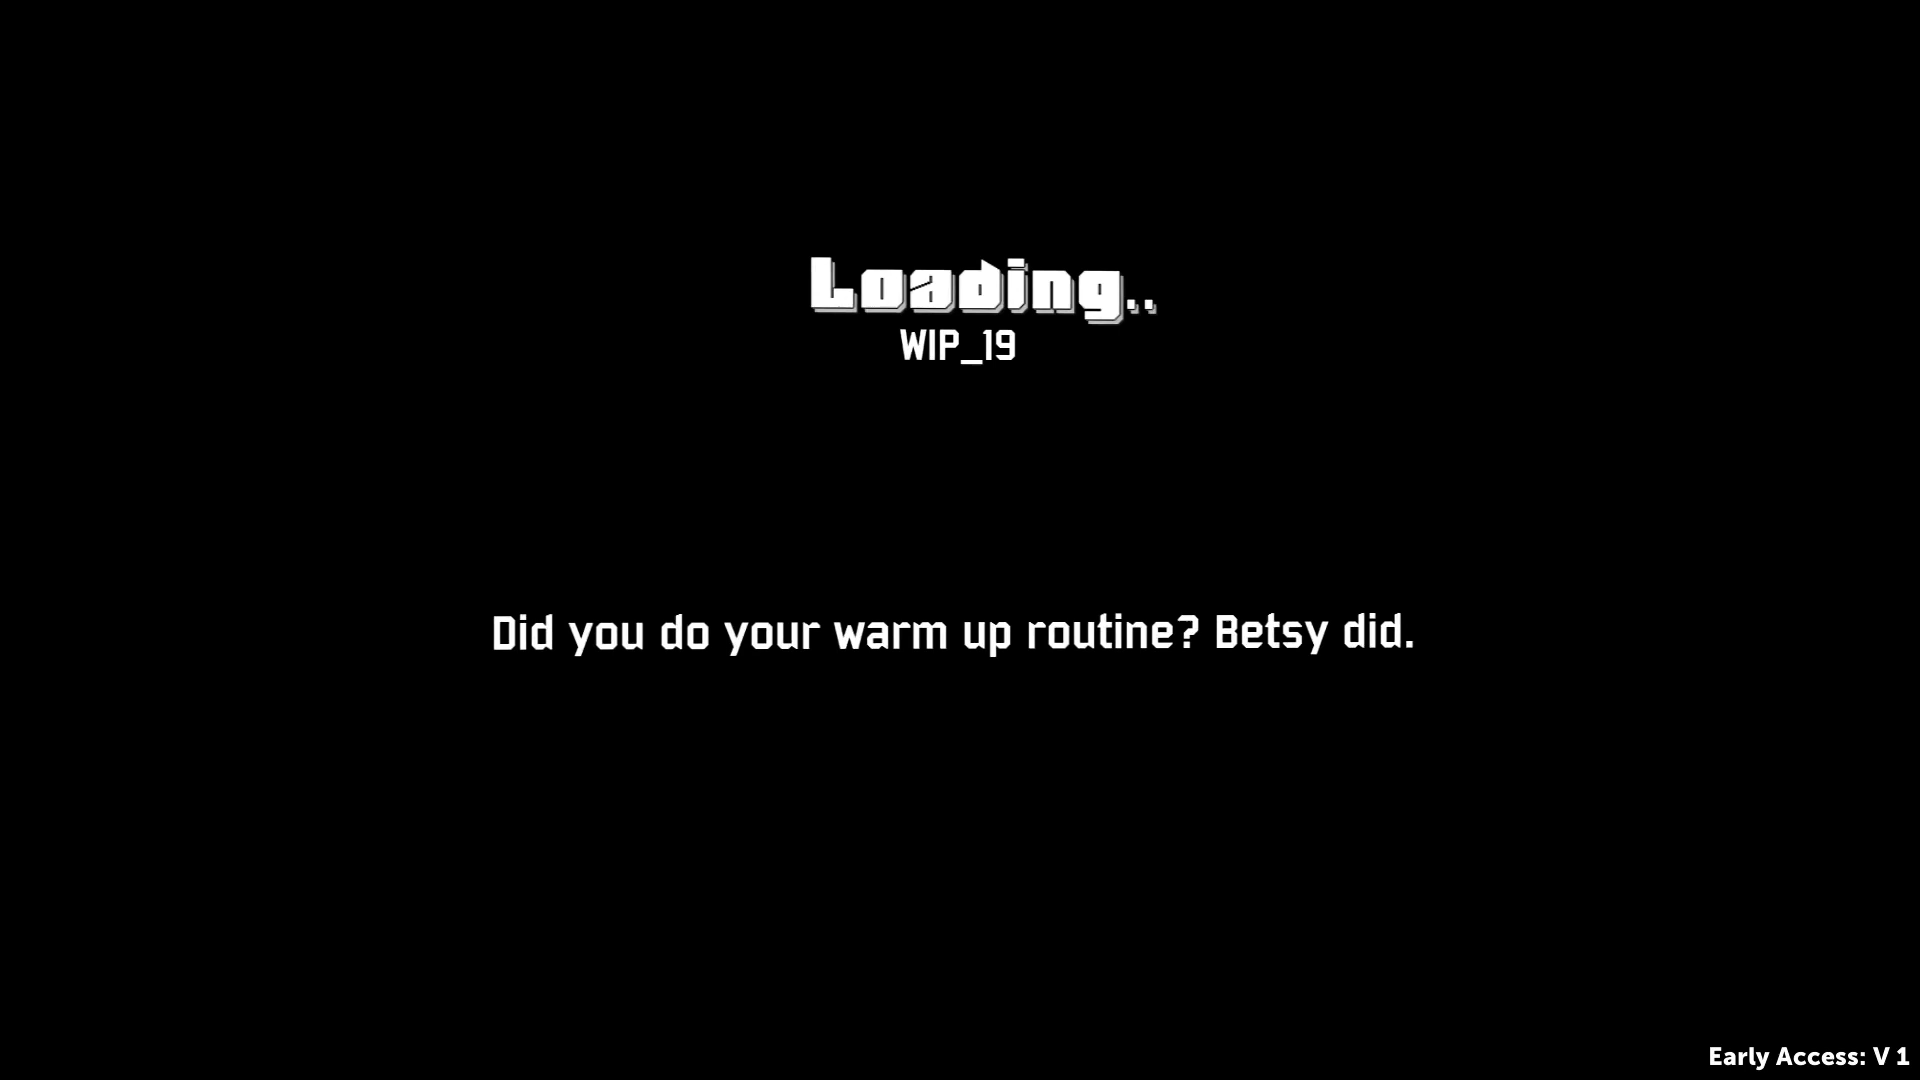 Loading..
WIP_19
Did you do your warm up routine? Betsy did.
Early Access: V 1